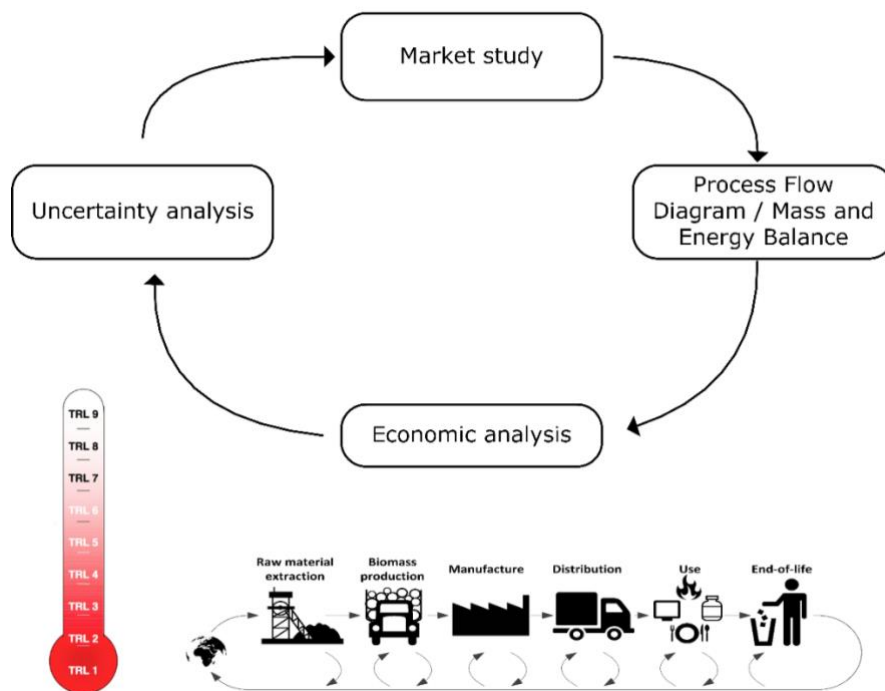 Market study
Uncertainty analysis
Process Flow
Diagram / Mass and
Energy Balance
Economic analysis
TRL 9
TRL 8
TRL 7
TRL 6
TRL 5
TRL 4
TRL 3
TRL 2
TRL 1
Raw material
extraction
Biomass
production
Manufacture
Distribution
Use
End-of-life